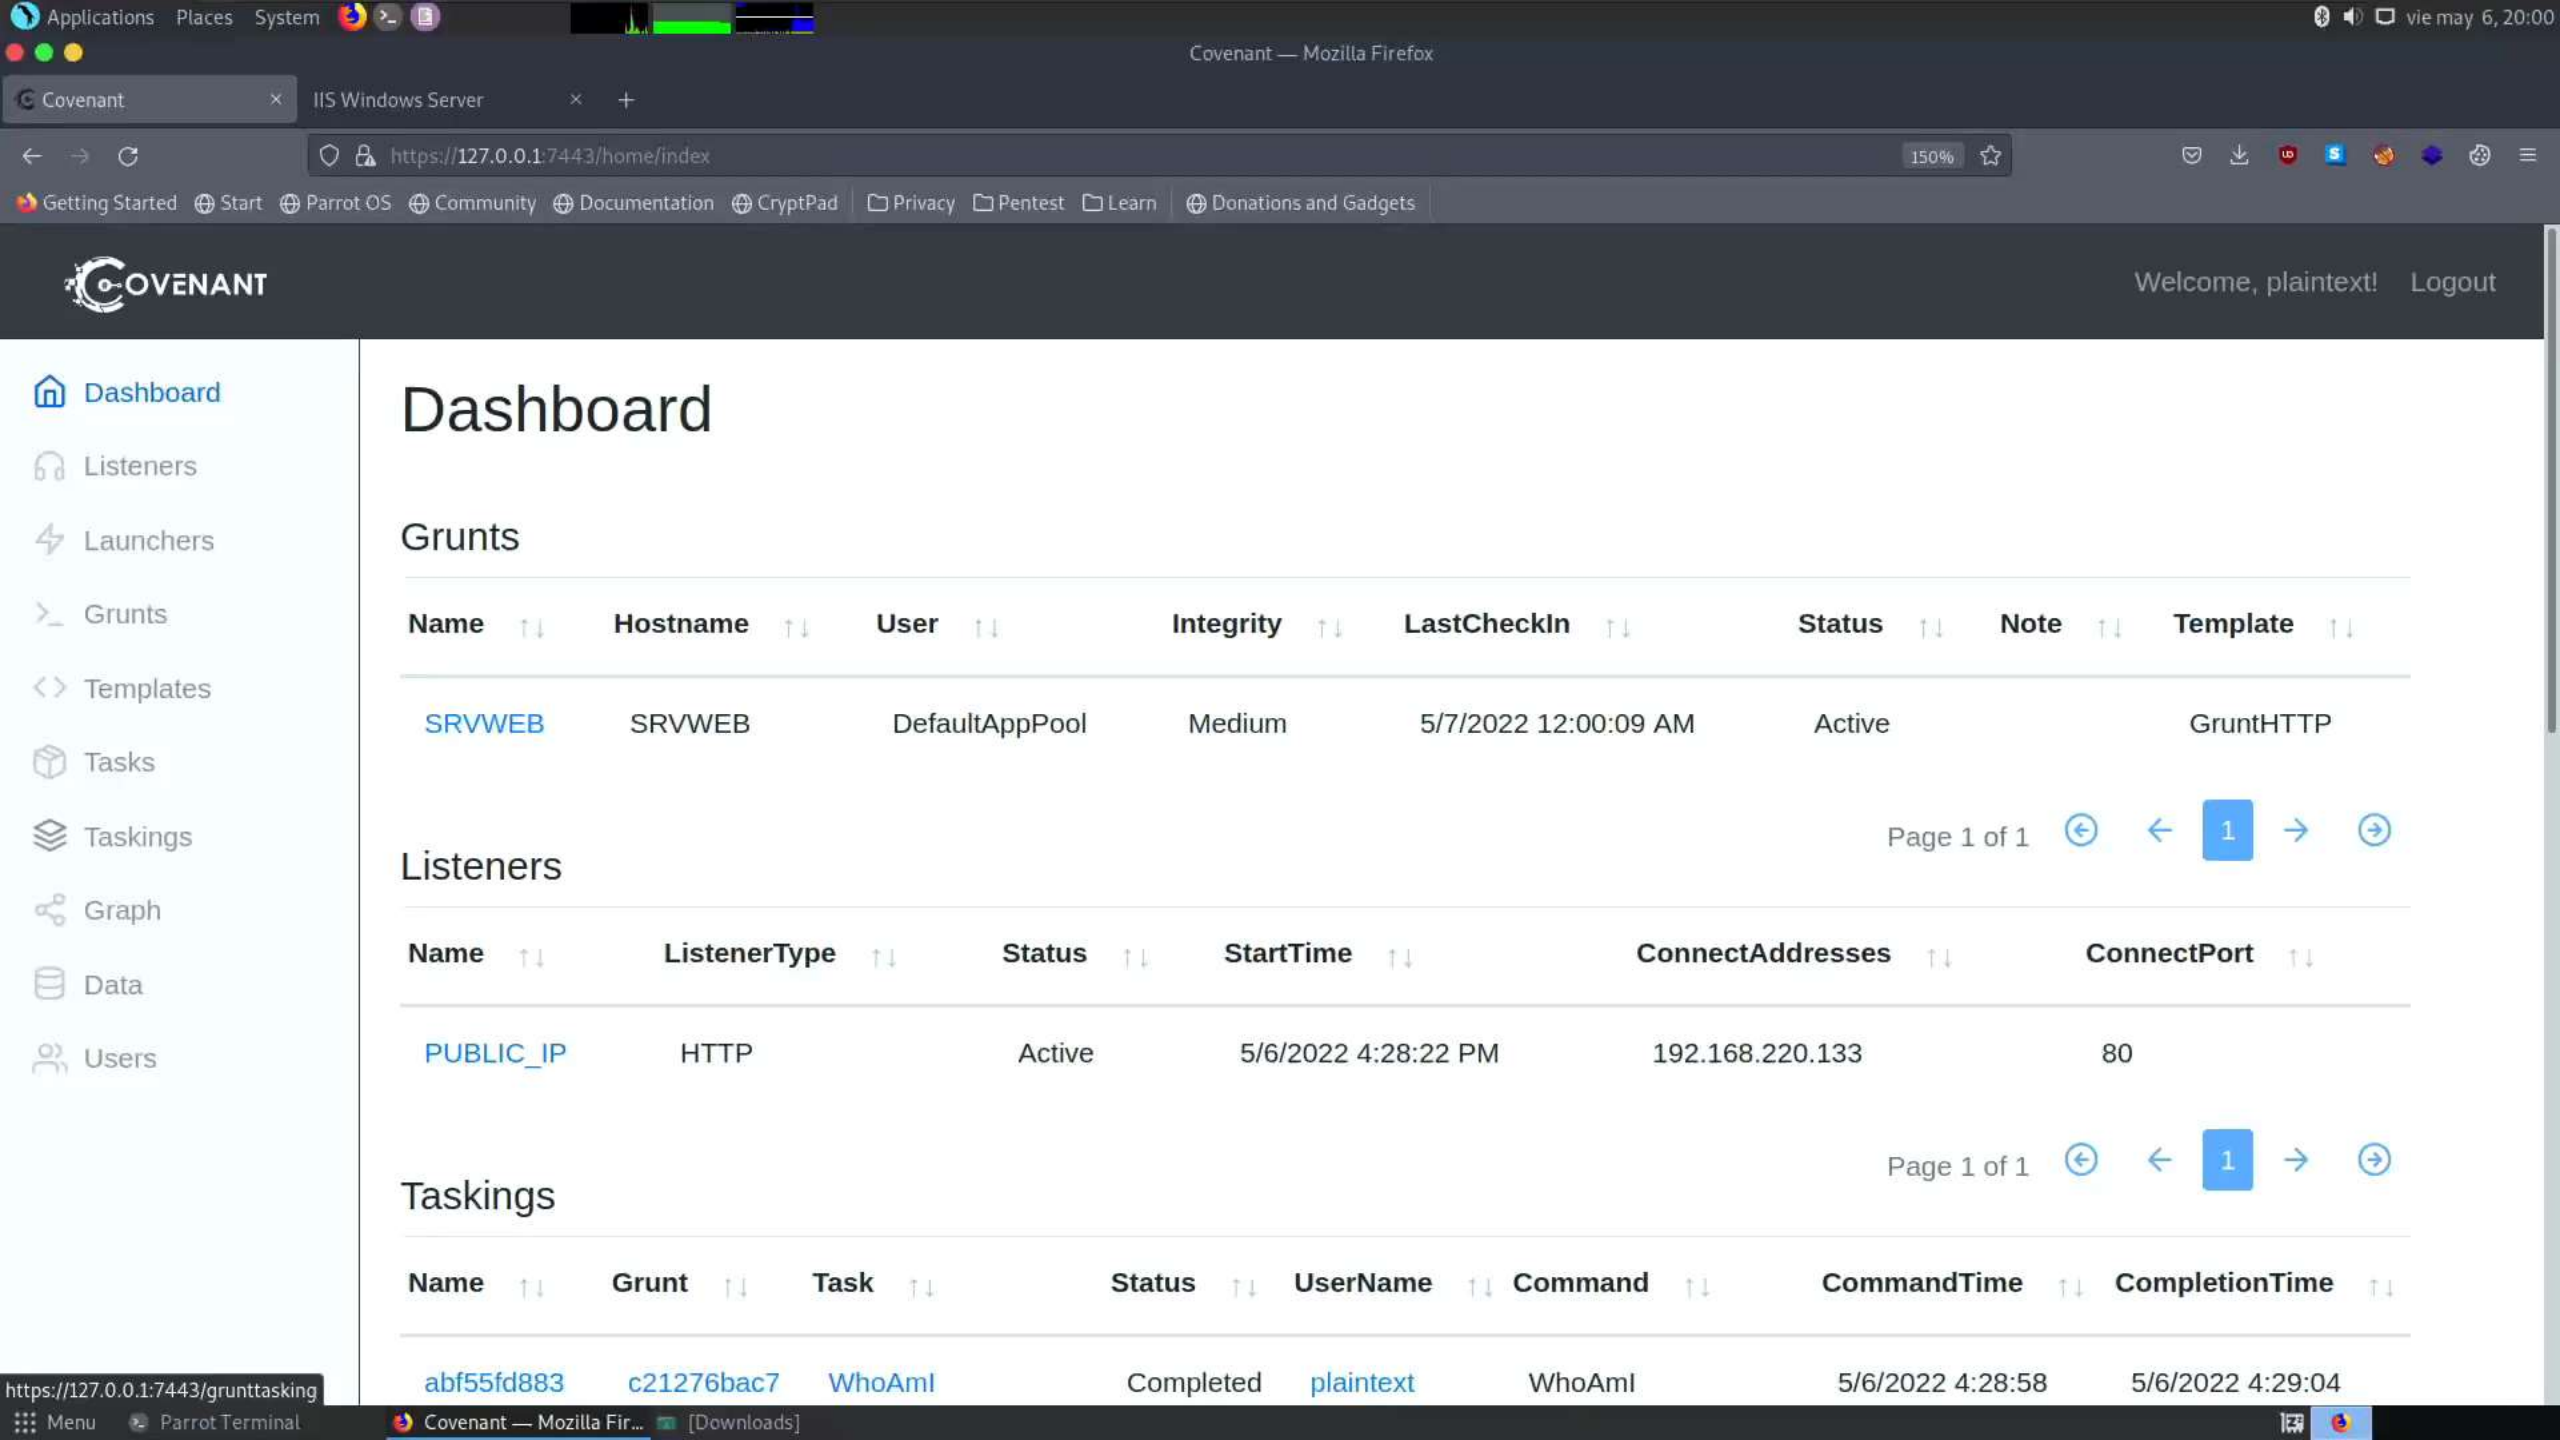 Applications Places System vie may 6, 20:00
Covenant — Mozilla Firefox
Covenant IIS Windows Server
https://127.0.0.1:7443/home/index 150%
Getting Started Start Parrot OS Community Documentation CryptPad Privacy Pentest Learn Donations and Gadgets
COVENANT Welcome, plaintext! Logout
Dashboard
Listeners
Launchers
Grunts
Templates
Tasks
Taskings
Graph
Data
Users
Dashboard
Grunts
Name Hostname User Integrity LastCheckIn Status Note Template
SRVWEB SRVWEB DefaultAppPool Medium 5/7/2022 12:00:09 AM Active GruntHTTP
Page 1 of 1 1
Listeners
Name ListenerType Status StartTime ConnectAddresses ConnectPort
PUBLIC_IP HTTP Active 5/6/2022 4:28:22 PM 192.168.220.133 80
Page 1 of 1 1
Taskings
Name Grunt Task Status UserName Command CommandTime CompletionTime
abf55fd883 c21276bac7 WhoAmI Completed plaintext WhoAmI 5/6/2022 4:28:58 5/6/2022 4:29:04
https://127.0.0.1:7443/grunttasking
Menu Parrot Terminal Covenant — Mozilla Fir... [Downloads]